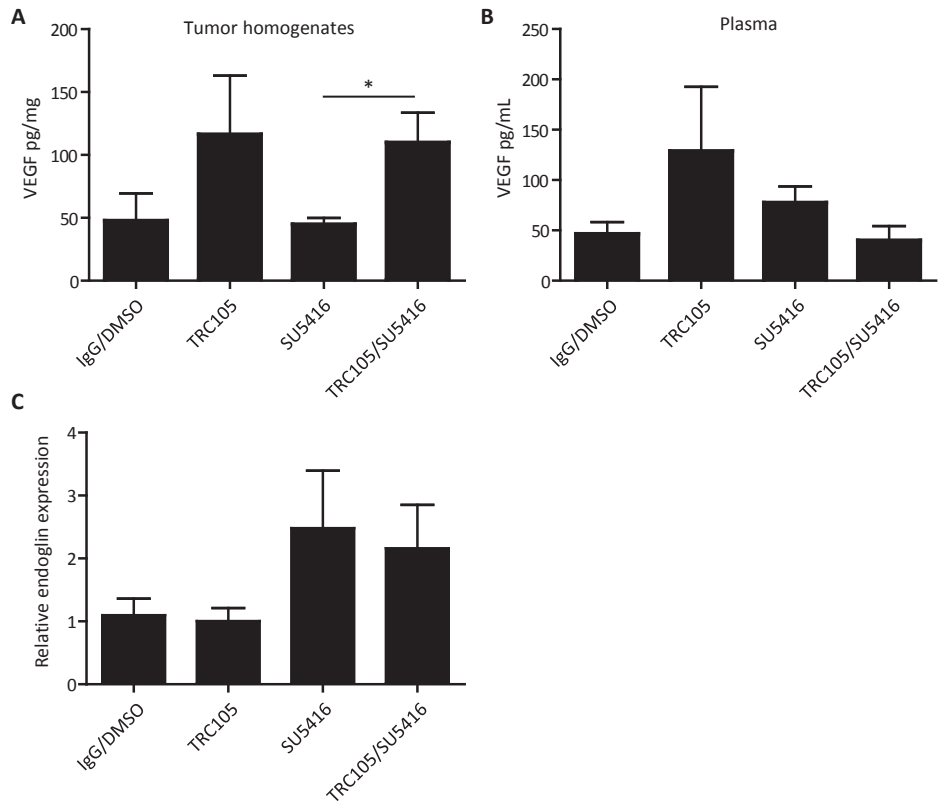 A
Tumor homogenates
VEGF pg/mg
200
150
100
50
0
*
IgG/DMSO
TRC105
SU5416
TRC105/SU5416
B
Plasma
VEGF pg/mL
250
200
150
100
50
0
IgG/DMSO
TRC105
SU5416
TRC105/SU5416
C
Relative endoglin expression
4
3
2
1
0
IgG/DMSO
TRC105
SU5416
TRC105/SU5416